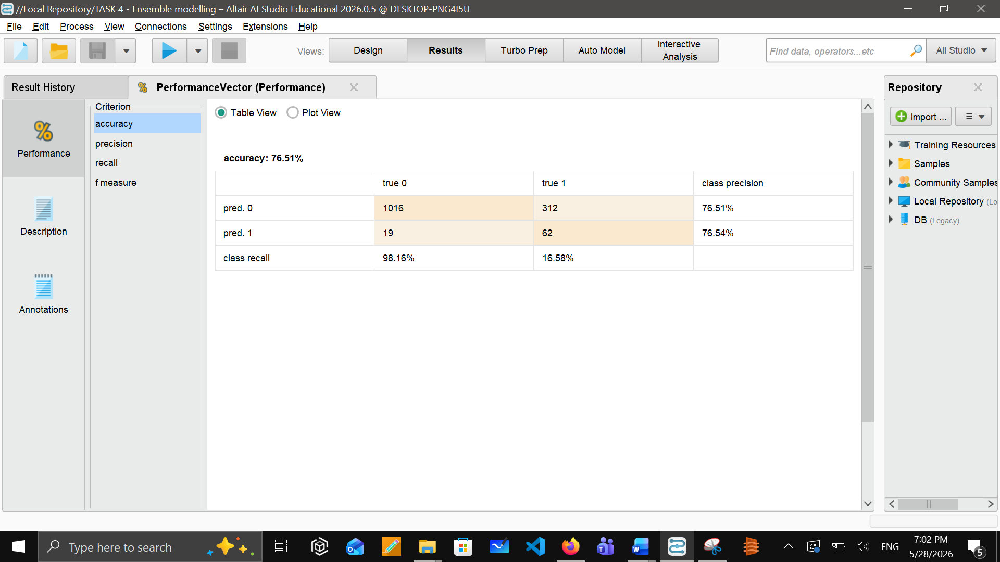 //Local Repository/TASK 4 - Ensemble modelling – Altair AI Studio Educational 2026.0.5 @ DESKTOP-PNG4I5U
File Edit Process View Connections Settings Extensions Help
Views: Design Results Turbo Prep Auto Model Interactive Analysis
Find data, operators...etc All Studio
Result History
PerformanceVector (Performance)
Performance
Description
Annotations
Criterion
accuracy
precision
recall
f measure
Table View Plot View
accuracy: 76.51%
true 0 true 1 class precision
pred. 0 1016 312 76.51%
pred. 1 19 62 76.54%
class recall 98.16% 16.58%
Repository
Import ...
Training Resources
Samples
Community Samples
Local Repository (Lo
DB (Legacy)
Type here to search
ENG
7:02 PM
5/28/2026
5